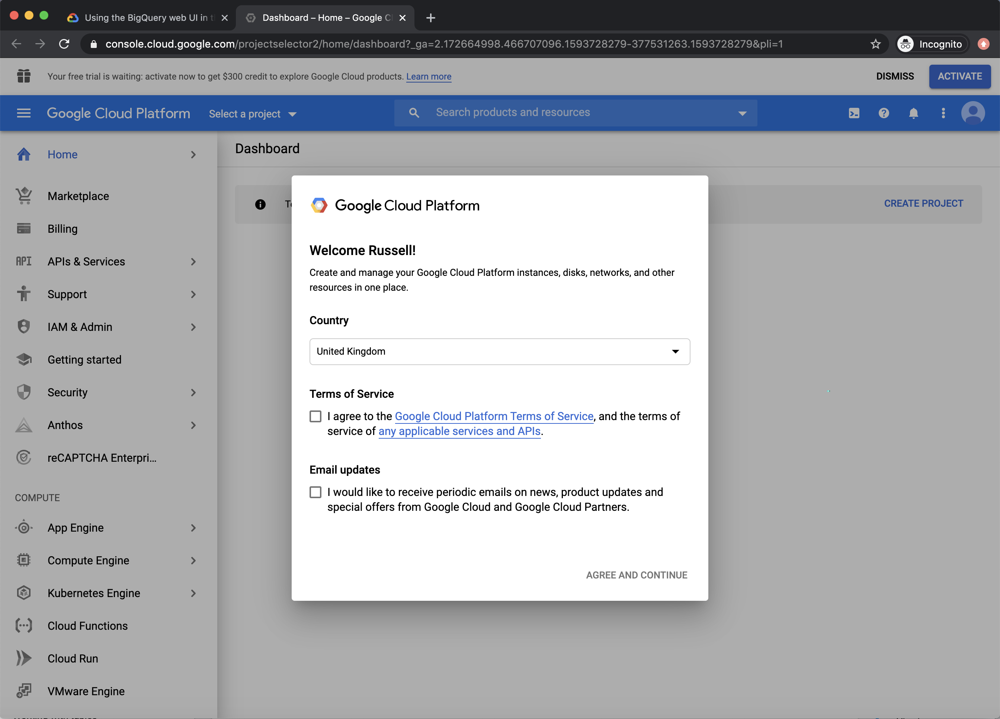 Using the BigQuery web UI in t
Dashboard – Home – Google Cl
console.cloud.google.com/projectselector2/home/dashboard?_ga=2.172664998.466707096.1593728279-377531263.1593728279&pli=1
Incognito
Your free trial is waiting: activate now to get $300 credit to explore Google Cloud products. Learn more
DISMISS
ACTIVATE
Google Cloud Platform
Select a project
Search products and resources
Home
Marketplace
Billing
API
APIs & Services
Support
IAM & Admin
Getting started
Security
Anthos
reCAPTCHA Enterpri...
COMPUTE
App Engine
Compute Engine
Kubernetes Engine
Cloud Functions
Cloud Run
VMware Engine
Dashboard
CREATE PROJECT
Google Cloud Platform
Welcome Russell!
Create and manage your Google Cloud Platform instances, disks, networks, and other
resources in one place.
Country
United Kingdom
Terms of Service
I agree to the Google Cloud Platform Terms of Service, and the terms of
service of any applicable services and APIs.
Email updates
I would like to receive periodic emails on news, product updates and
special offers from Google Cloud and Google Cloud Partners.
AGREE AND CONTINUE